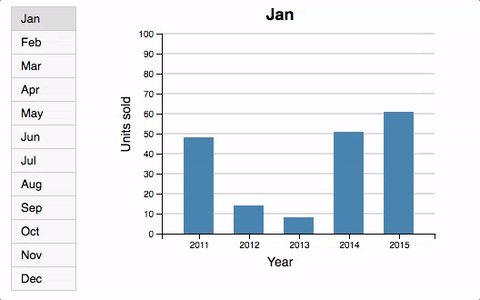 Jan
Feb
Mar
Apr
May
Jun
Jul
Aug
Sep
Oct
Nov
Dec
Jan
Units sold
100
90
80
70
60
50
40
30
20
10
0
2011 2012 2013 2014 2015
Year